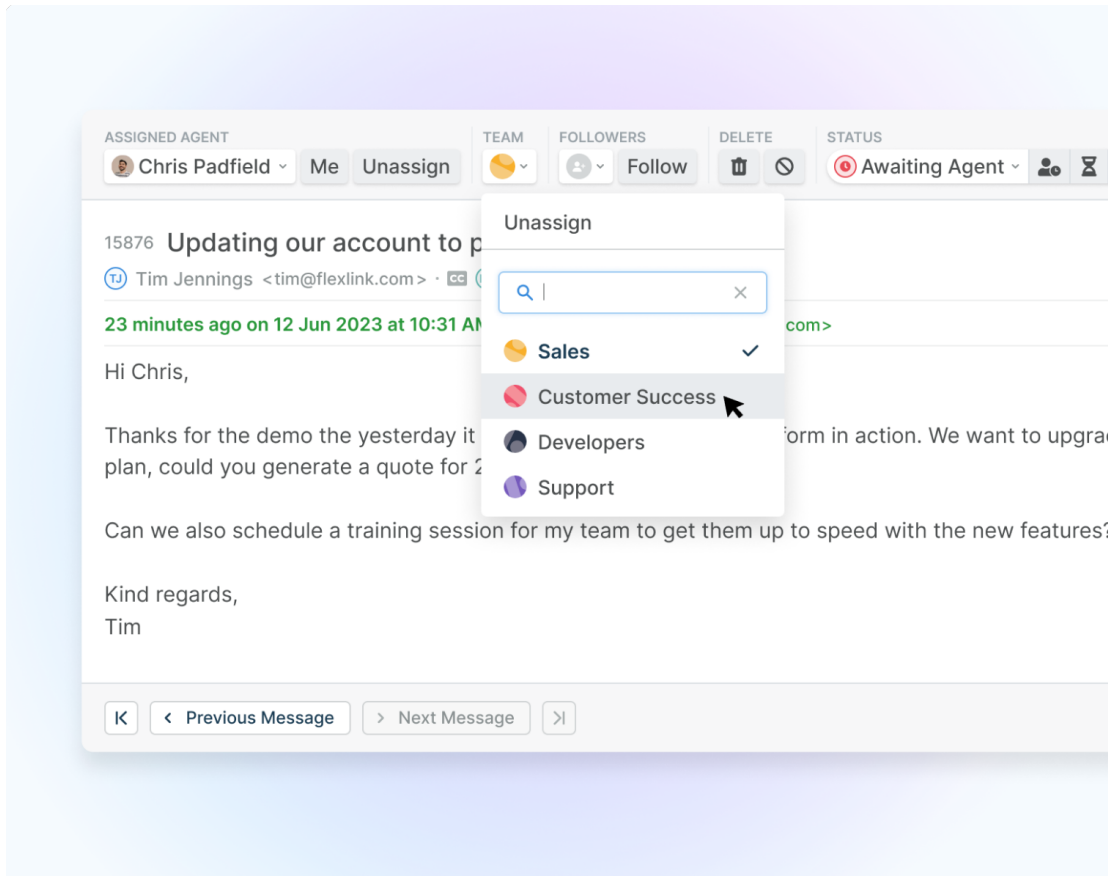 ASSIGNED AGENT TEAM FOLLOWERS DELETE STATUS
Chris Padfield Me Unassign Follow Awaiting Agent
Unassign
15876 Updating our account to p
TJ Tim Jennings <tim@flexlink.com> · CC
23 minutes ago on 12 Jun 2023 at 10:31 AM com>
Sales
Hi Chris,
Customer Success
Thanks for the demo the yesterday it form in action. We want to upgrad
Developers
plan, could you generate a quote for 2
Support
Can we also schedule a training session for my team to get them up to speed with the new features?
Kind regards,
Tim
Previous Message Next Message